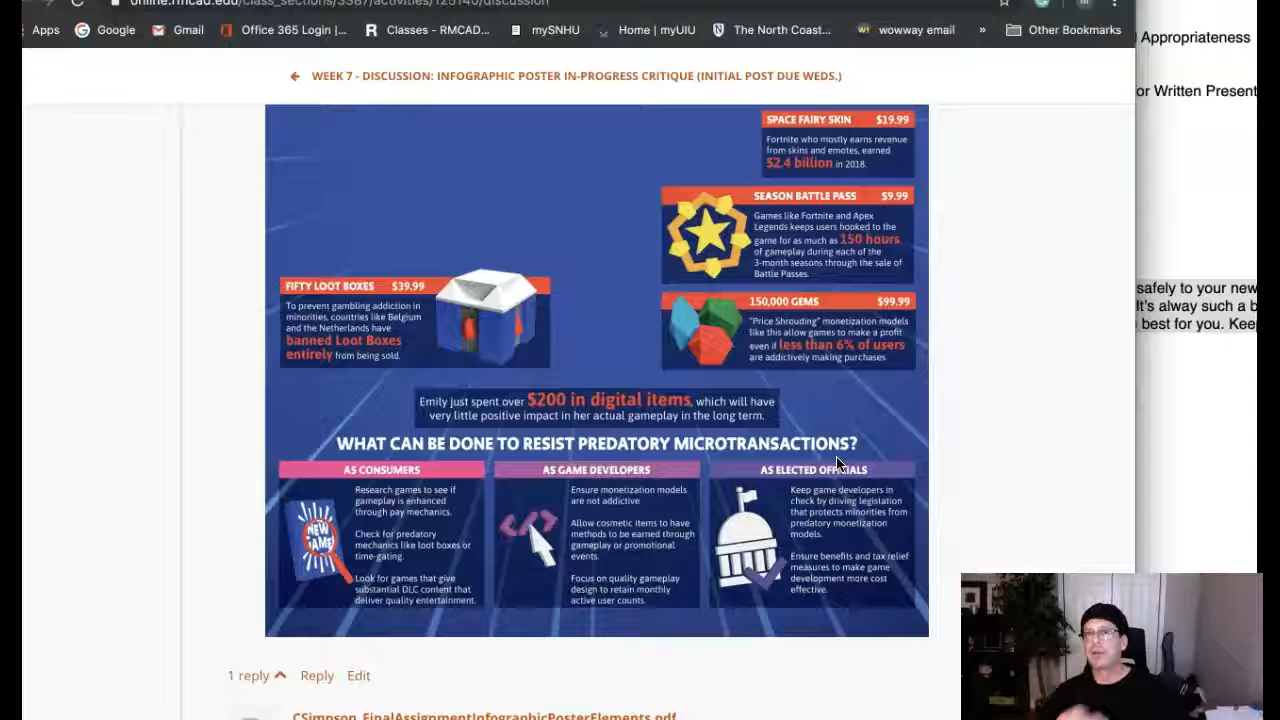 online.rmcad.edu/class_sections/3387/activities/125140/discussion
Apps
Google
Gmail
Office 365 Login |...
Classes - RMCAD...
mySNHU
Home | myUIU
The North Coast...
wowway email
»
Other Bookmarks
WEEK 7 - DISCUSSION: INFOGRAPHIC POSTER IN-PROGRESS CRITIQUE (INITIAL POST DUE WEDS.)
Appropriateness
or Written Present
safely to your new
It's alway such a b
best for you. Kee
SPACE FAIRY SKIN $19.99
Fortnite who mostly earns revenue
from skins and emotes, earned
$2.4 billion in 2018.
SEASON BATTLE PASS $9.99
Games like Fortnite and Apex
Legends keeps users hooked to the
game for as much as 150 hours
of gameplay during each of the
3-month seasons through the sale of
Battle Passes.
FIFTY LOOT BOXES $39.99
To prevent gambling addiction in
minorities, countries like Belgium
and the Netherlands have
banned Loot Boxes
entirely from being sold.
150,000 GEMS $99.99
"Price Shrouding" monetization models
like this allow games to make a profit
even if less than 6% of users
are addictively making purchases
Emily just spent over $200 in digital items, which will have
very little positive impact in her actual gameplay in the long term.
WHAT CAN BE DONE TO RESIST PREDATORY MICROTRANSACTIONS?
AS CONSUMERS
NEW
GAME!
Research games to see if
gameplay is enhanced
through pay mechanics.
Check for predatory
mechanics like loot boxes or
time-gating.
Look for games that give
substantial DLC content that
deliver quality entertainment.
AS GAME DEVELOPERS
Ensure monetization models
are not addictive
Allow cosmetic items to have
methods to be earned through
gameplay or promotional
events.
Focus on quality gameplay
design to retain monthly
active user counts.
AS ELECTED OFFICIALS
Keep game developers in
check by driving legistation
that protects minorities from
predatory monetization
models.
Ensure benefits and tax relief
measures to make game
development more cost
effective.
1 reply
Reply
Edit
CSimpson_FinalAssignmentInfographicPosterElements.pdf